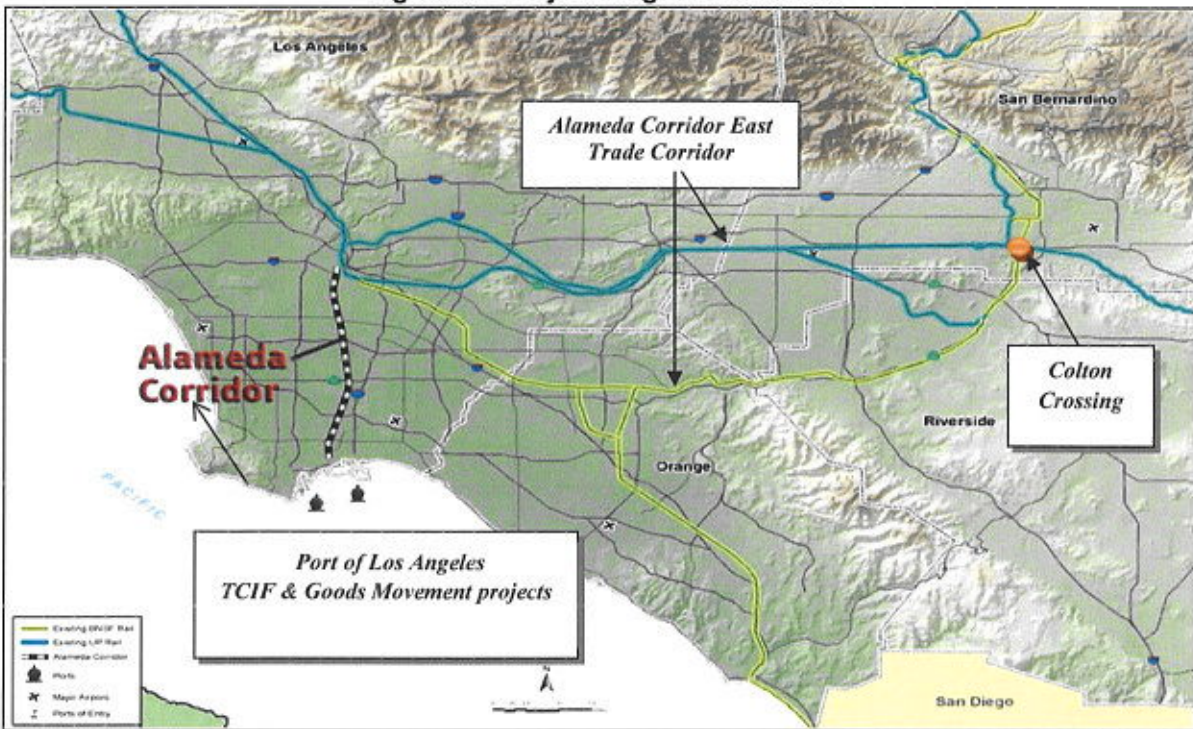 Los Angeles
San Bernardino
Alameda Corridor East
Trade Corridor
Alameda
Corridor
Colton
Crossing
Riverside
Orange
PACIFIC
Port of Los Angeles
TCIF & Goods Movement projects
Existing BNSF Rail
Existing UP Rail
Alameda Corridor
Ports
Major Airports
Ports of Entry
N
San Diego